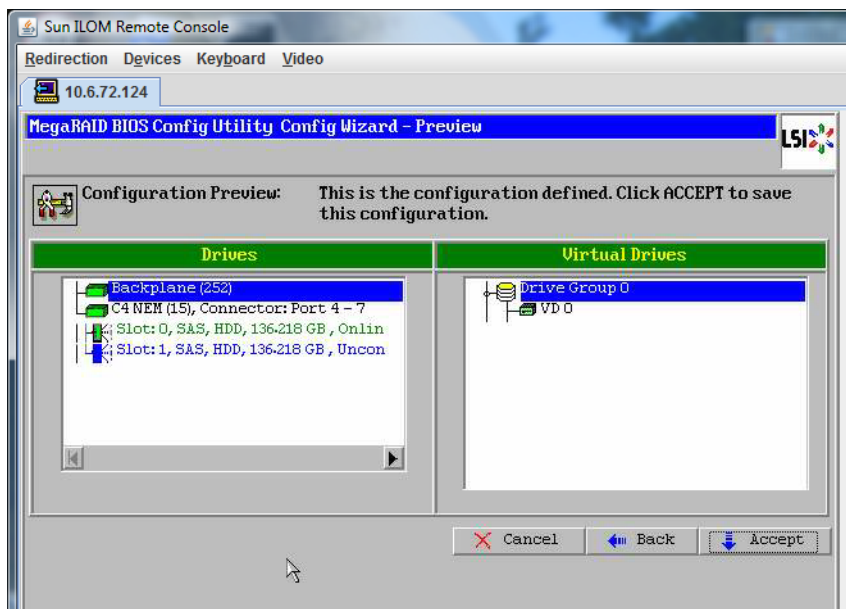 Sun ILOM Remote Console
Redirection Devices Keyboard Video
10.6.72.124
MegaRAID BIOS Config Utility Config Wizard - Preview
LSI
Configuration Preview: This is the configuration defined. Click ACCEPT to save
this configuration.
Drives
Backplane (252)
C4 NEM (15), Connector: Port 4 - 7
Slot: 0, SAS, HDD, 136.218 GB , Onlin
Slot: 1, SAS, HDD, 136.218 GB , Uncon
Virtual Drives
Drive Group 0
VD 0
Cancel Back Accept